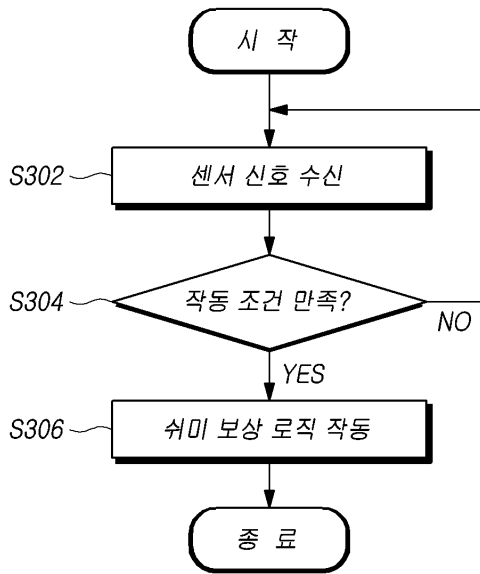 시 작
S302
센서 신호 수신
S304
작동 조건 만족?
NO
YES
S306
쉬미 보상 로직 작동
종 료